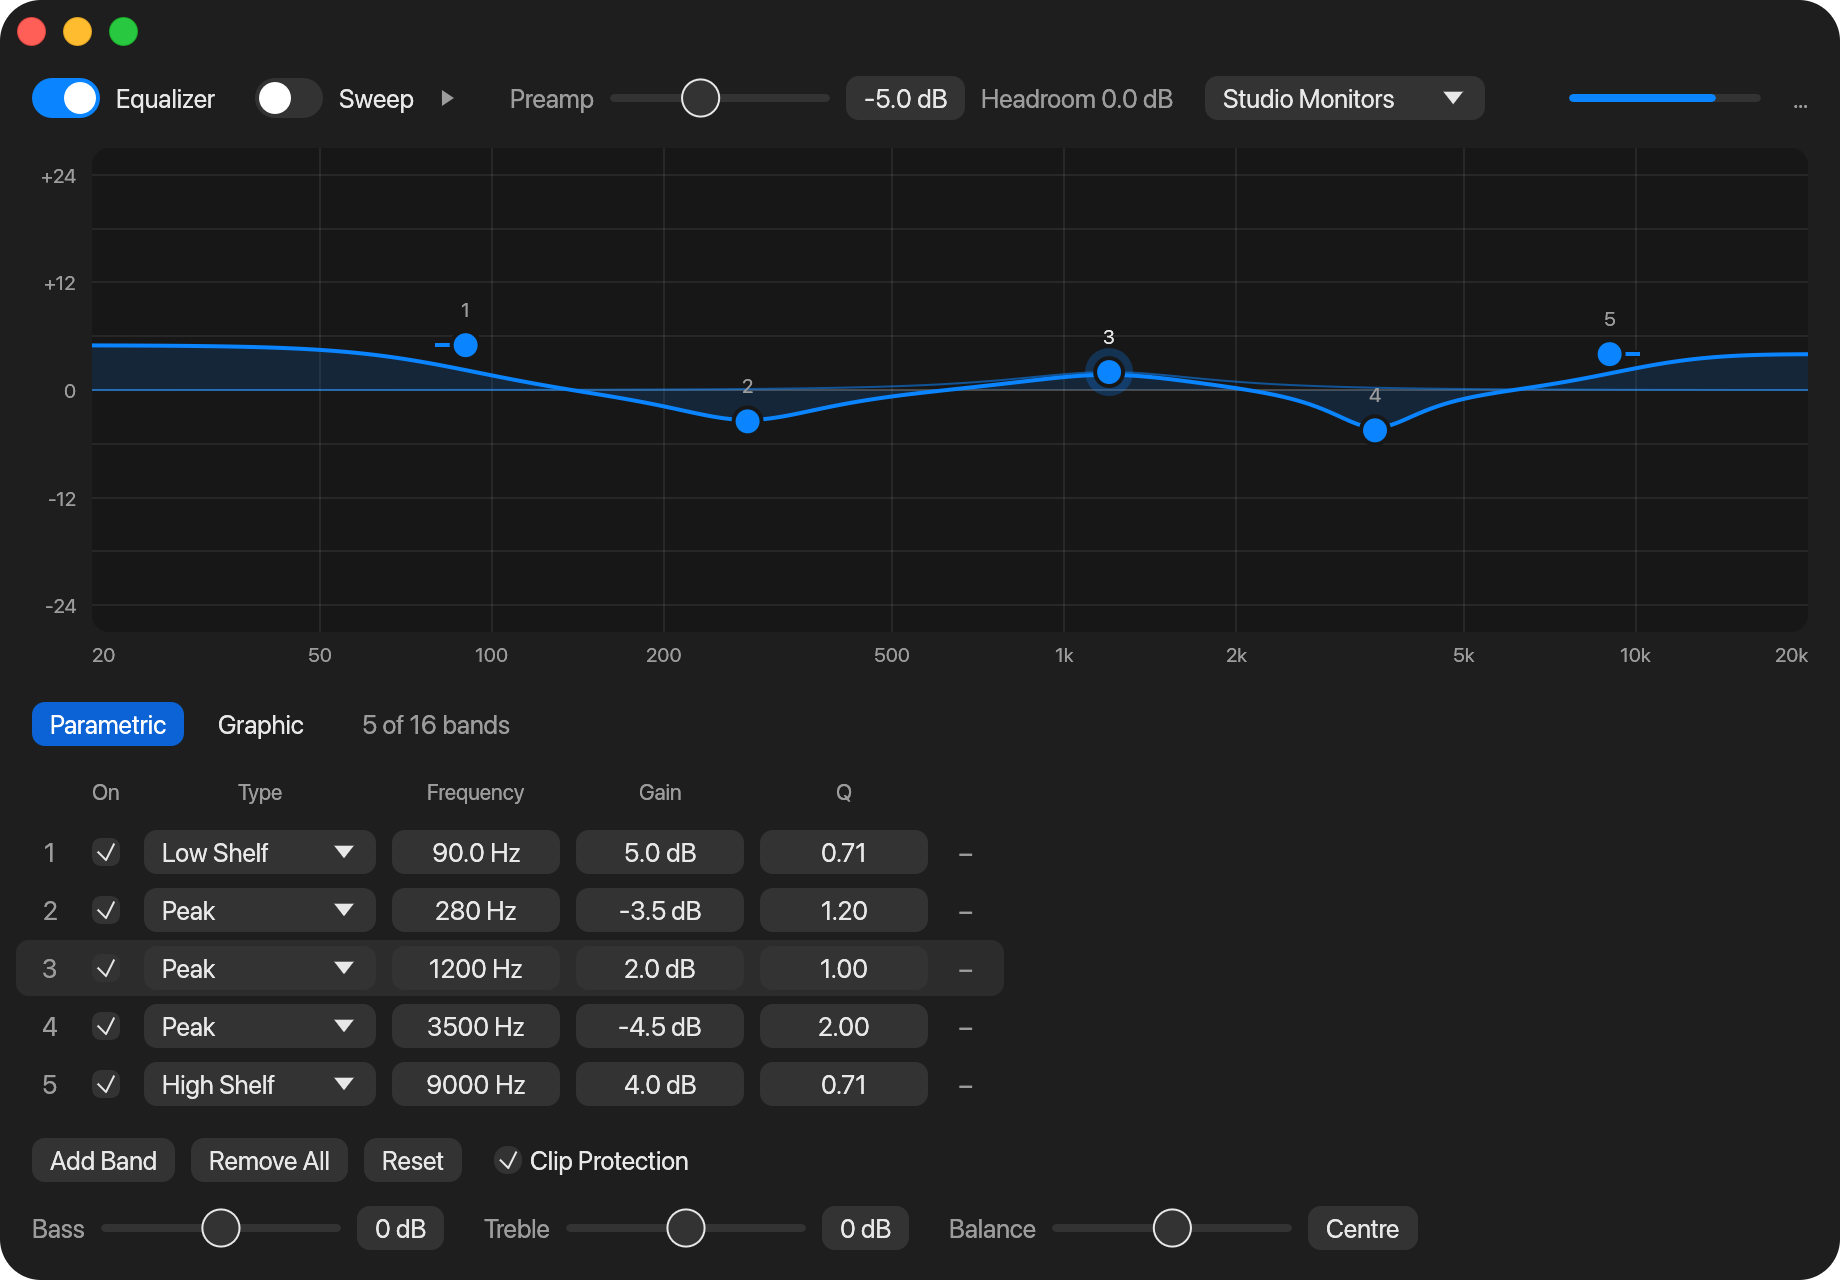 Equalizer Sweep Preamp -5.0 dB Headroom 0.0 dB Studio Monitors ...
+24
+12
0
-12
-24
1
2
3
4
5
20 50 100 200 500 1k 2k 5k 10k 20k
Parametric Graphic 5 of 16 bands
On Type Frequency Gain Q
1 Low Shelf 90.0 Hz 5.0 dB 0.71 –
2 Peak 280 Hz -3.5 dB 1.20 –
3 Peak 1200 Hz 2.0 dB 1.00 –
4 Peak 3500 Hz -4.5 dB 2.00 –
5 High Shelf 9000 Hz 4.0 dB 0.71 –
Add Band Remove All Reset Clip Protection
Bass 0 dB Treble 0 dB Balance Centre